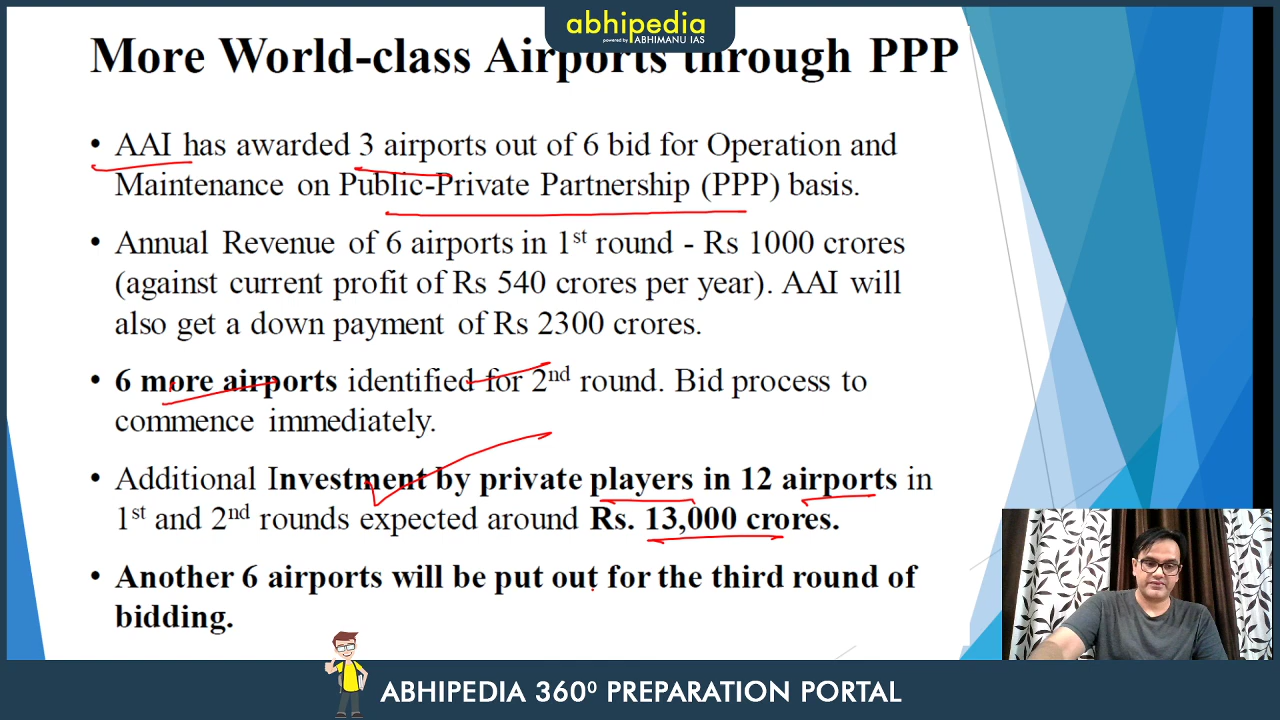 abhipedia
powered by ABHIMANU IAS
More World-class Airports through PPP
• AAI has awarded 3 airports out of 6 bid for Operation and
Maintenance on Public-Private Partnership (PPP) basis.
• Annual Revenue of 6 airports in 1st round - Rs 1000 crores
(against current profit of Rs 540 crores per year). AAI will
also get a down payment of Rs 2300 crores.
• 6 more airports identified for 2nd round. Bid process to
commence immediately.
• Additional Investment by private players in 12 airports in
1st and 2nd rounds expected around Rs. 13,000 crores.
• Another 6 airports will be put out for the third round of
bidding.
ABHIPEDIA 360⁰ PREPARATION PORTAL